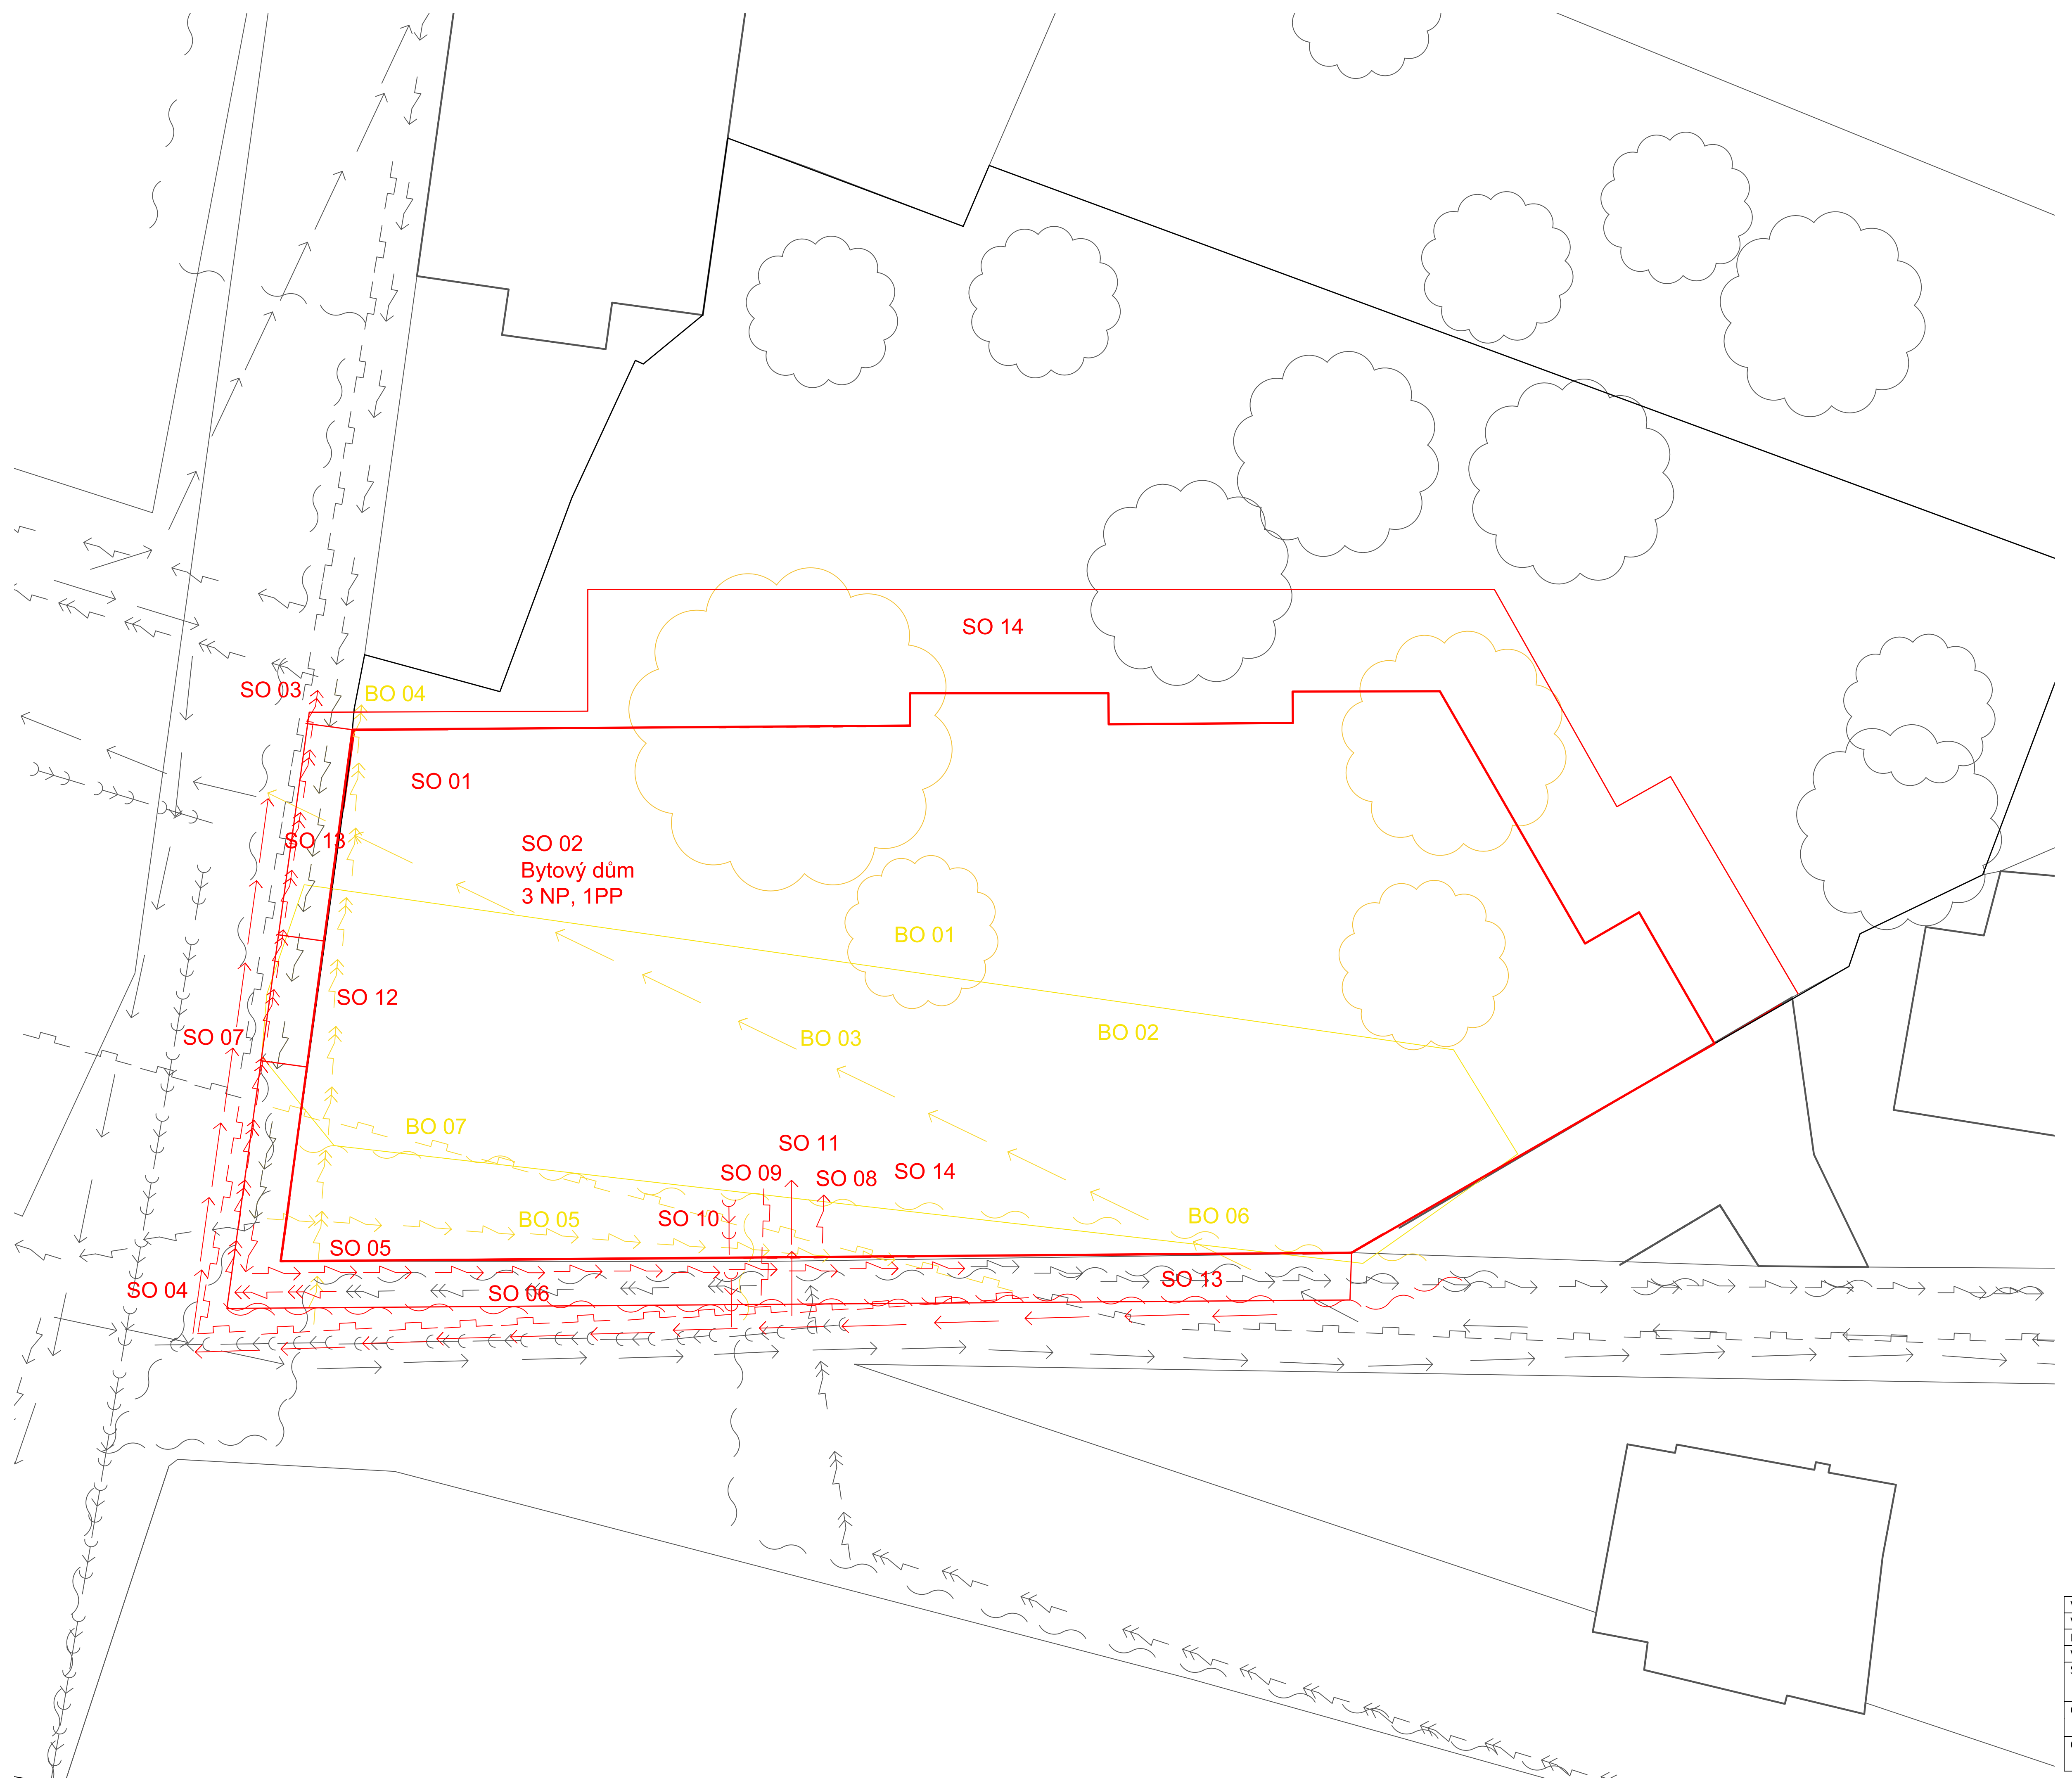 SO 14
SO 03
BO 04
SO 01
SO 13
SO 02
Bytový dům
3 NP, 1PP
BO 01
SO 12
SO 07
BO 03
BO 02
BO 07
SO 11
SO 09
SO 08
SO 14
SO 10
BO 05
BO 06
SO 05
SO 13
SO 04
SO 06